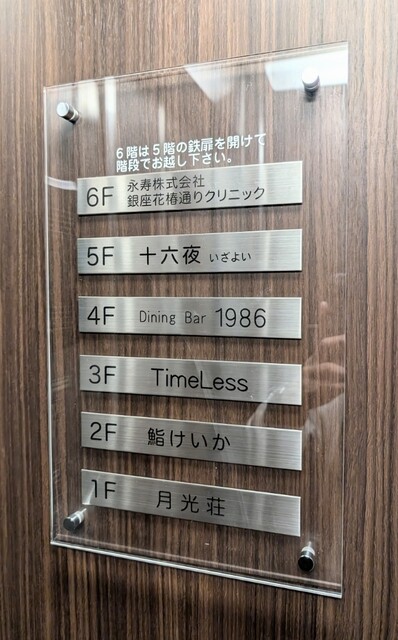 6階は5階の鉄扉を開けて
階段でお越し下さい。
6F 永寿株式会社
銀座花椿通りクリニック
5F 十六夜 いざよい
4F Dining Bar 1986
3F TimeLess
2F 鮨けいか
1F 月光荘